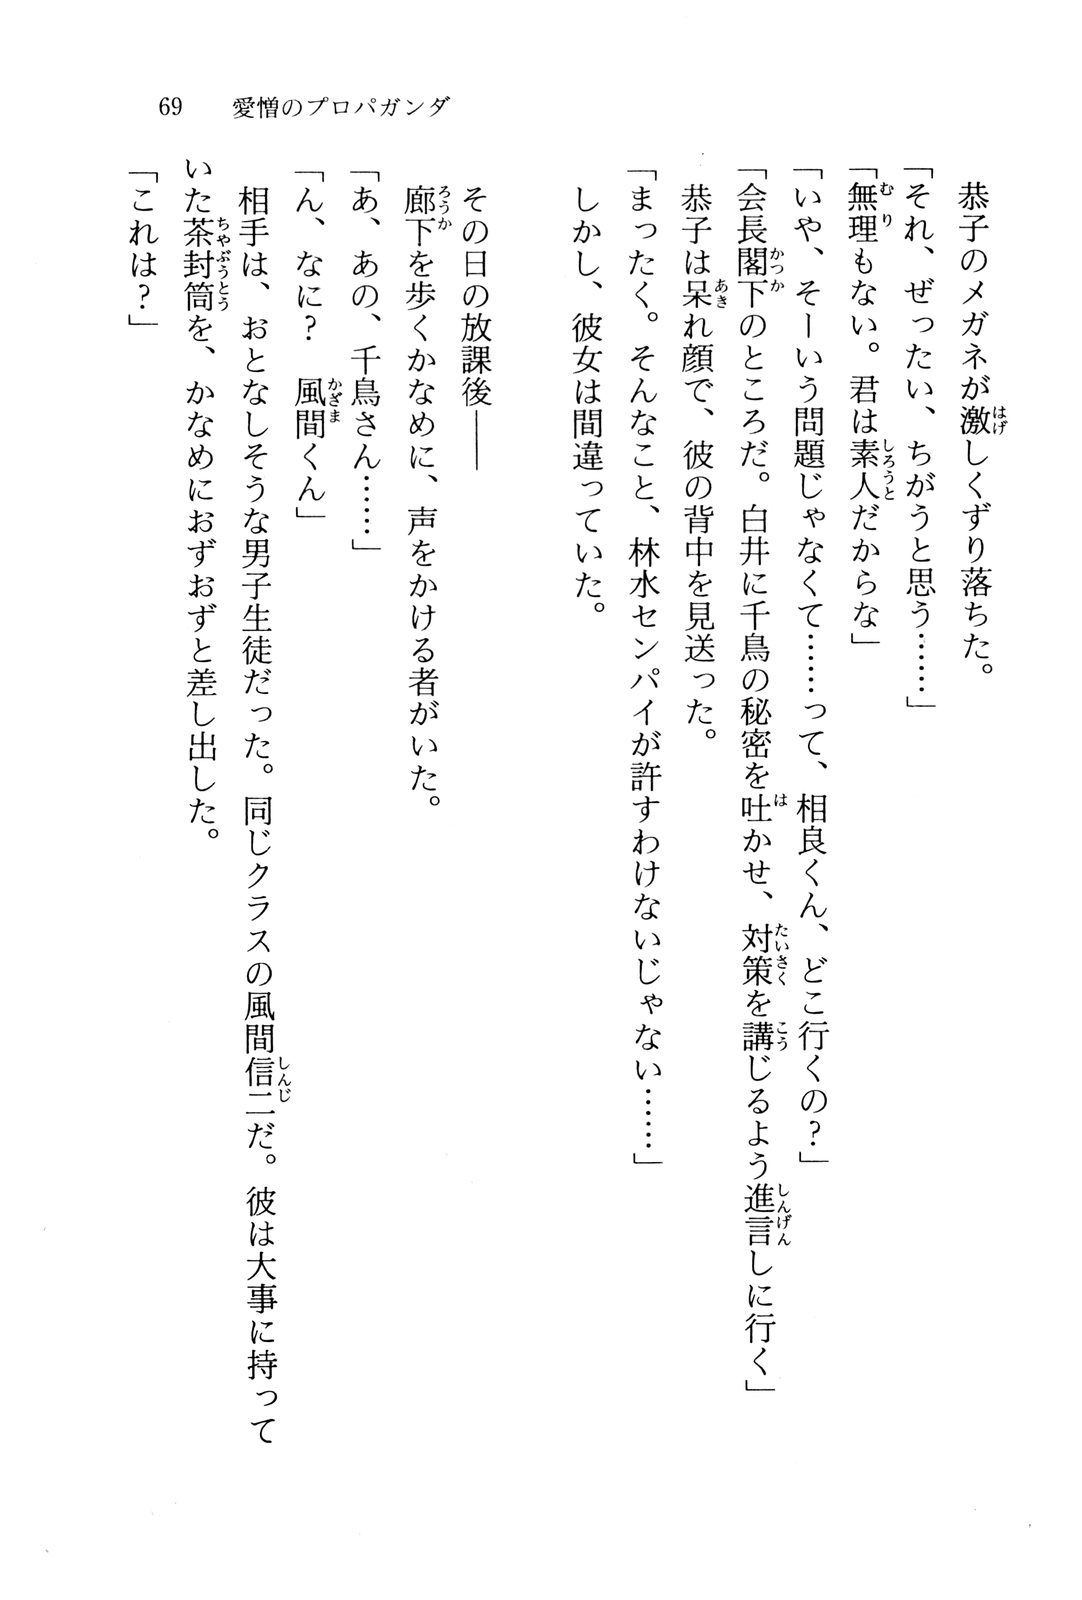 69　愛憎のプロパガンダ
　恭子のメガネが激しくずり落ちた。
「それ、ぜったい、ちがうと思う……」
「無理もない。君は素人だからな」
「いや、そーいう問題じゃなくて……って、相良くん、どこ行くの？」
「会長閣下のところだ。白井に千鳥の秘密を吐かせ、対策を講じるよう進言しに行く」
　恭子は呆れ顔で、彼の背中を見送った。
「まったく。そんなこと、林水センパイが許すわけないじゃない……」
　しかし、彼女は間違っていた。

　その日の放課後――
　廊下を歩くかなめに、声をかける者がいた。
「あ、あの、千鳥さん……」
「ん、なに？　風間くん」
　相手は、おとなしそうな男子生徒だった。同じクラスの風間信二だ。彼は大事に持って
いた茶封筒を、かなめにおずおずと差し出した。
「これは？」